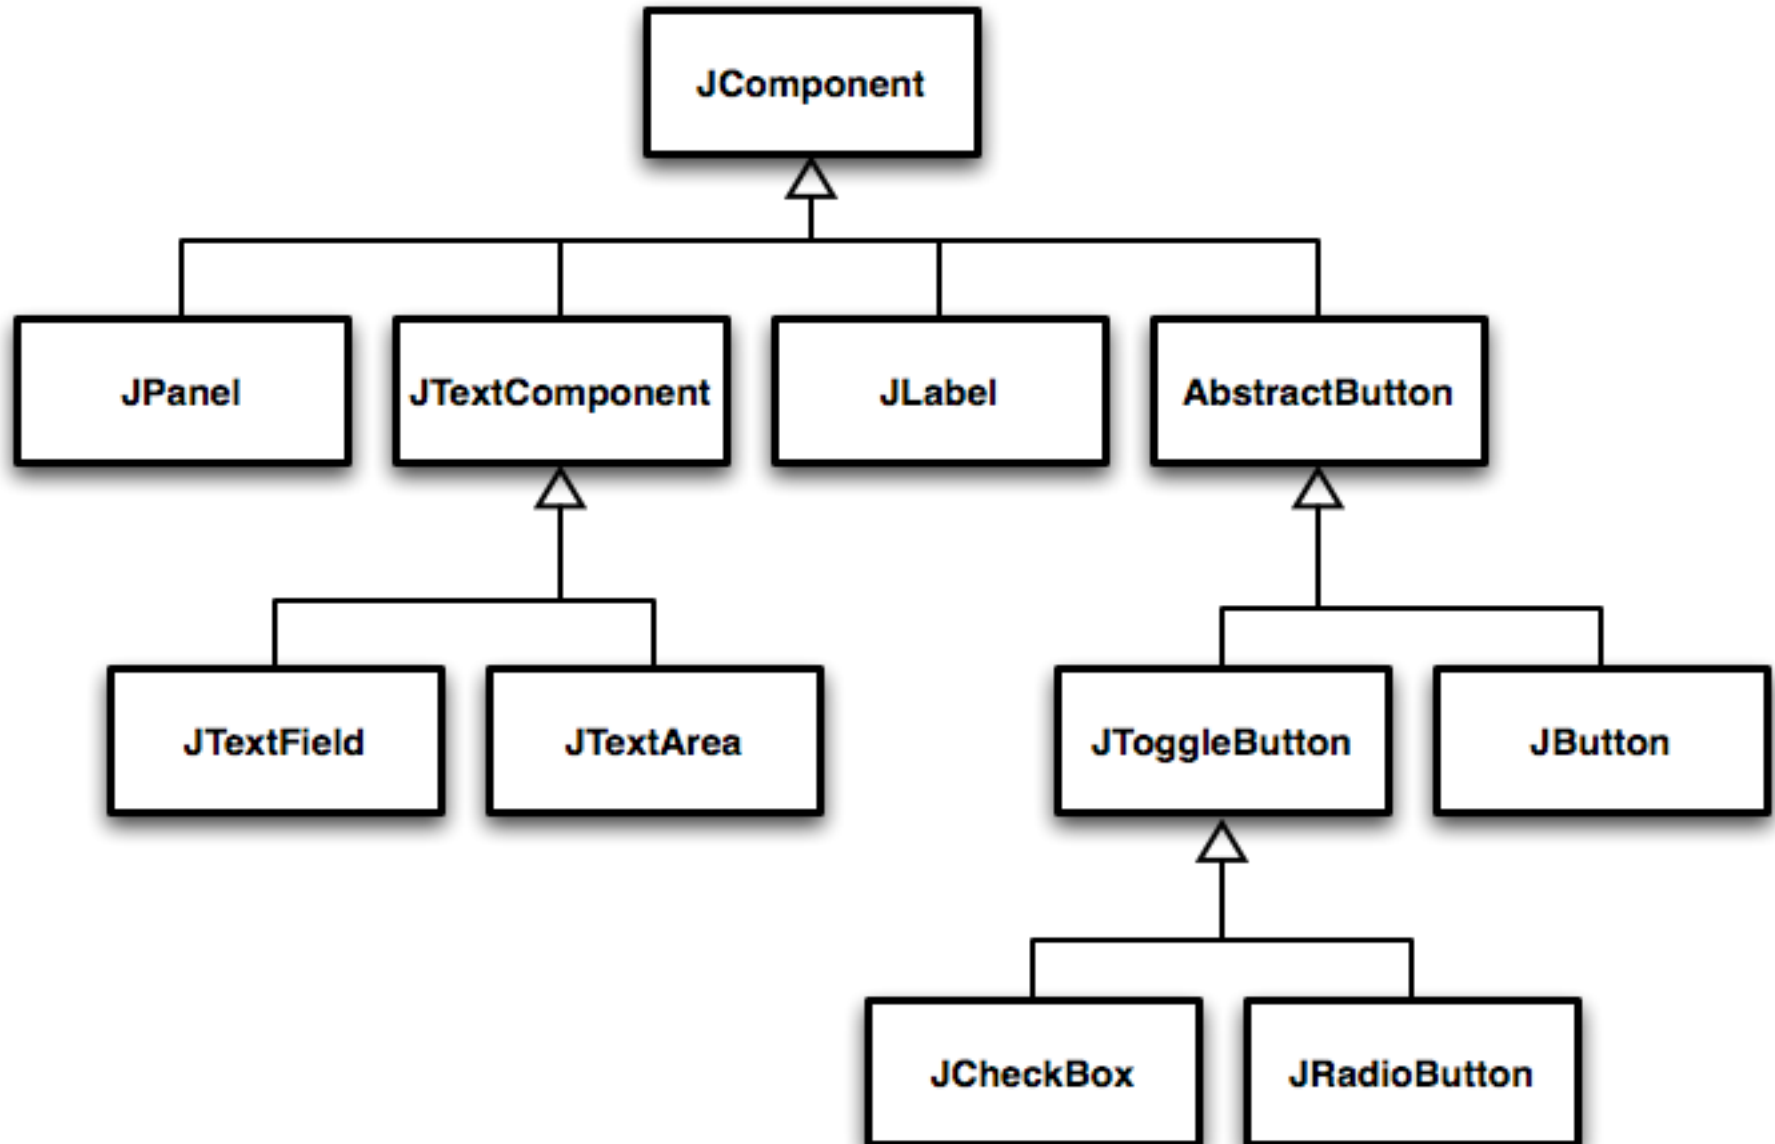 JComponent
JPanel
JTextComponent
JLabel
AbstractButton
JTextField
JTextArea
JToggleButton
JButton
JCheckBox
JRadioButton